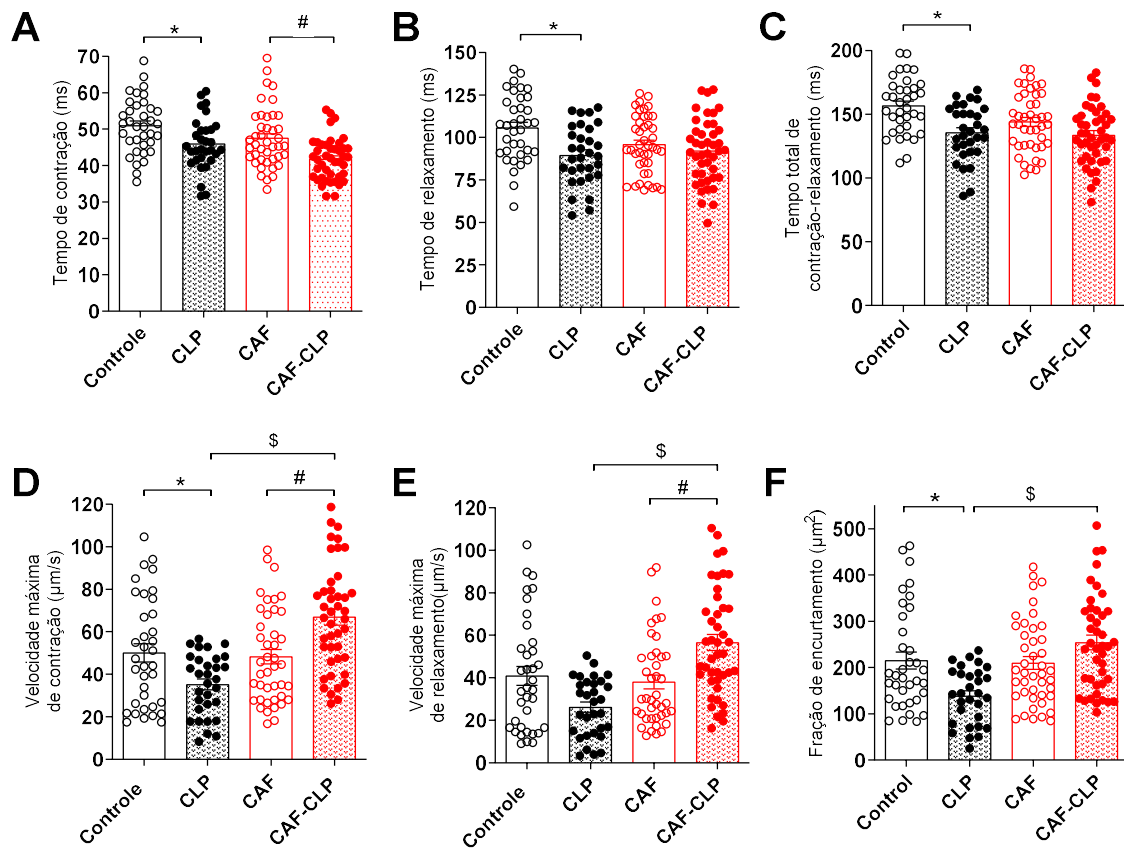 A
*
#
Tempo de contração (ms)
70
60
50
40
30
20
10
0
Controle
CLP
CAF
CAF-CLP
B
*
Tempo de relaxamento (ms)
150
125
100
75
50
25
0
Controle
CLP
CAF
CAF-CLP
C
*
Tempo total de
contração-relaxamento (ms)
200
150
100
50
0
Control
CLP
CAF
CAF-CLP
D
$
*
#
Velocidade máxima
de contração (µm/s)
120
100
80
60
40
20
0
Controle
CLP
CAF
CAF-CLP
E
$
#
Velocidade máxima
de relaxamento(µm/s)
120
100
80
60
40
20
0
Controle
CLP
CAF
CAF-CLP
F
*
$
Fração de encurtamento (µm²)
500
400
300
200
100
0
Control
CLP
CAF
CAF-CLP